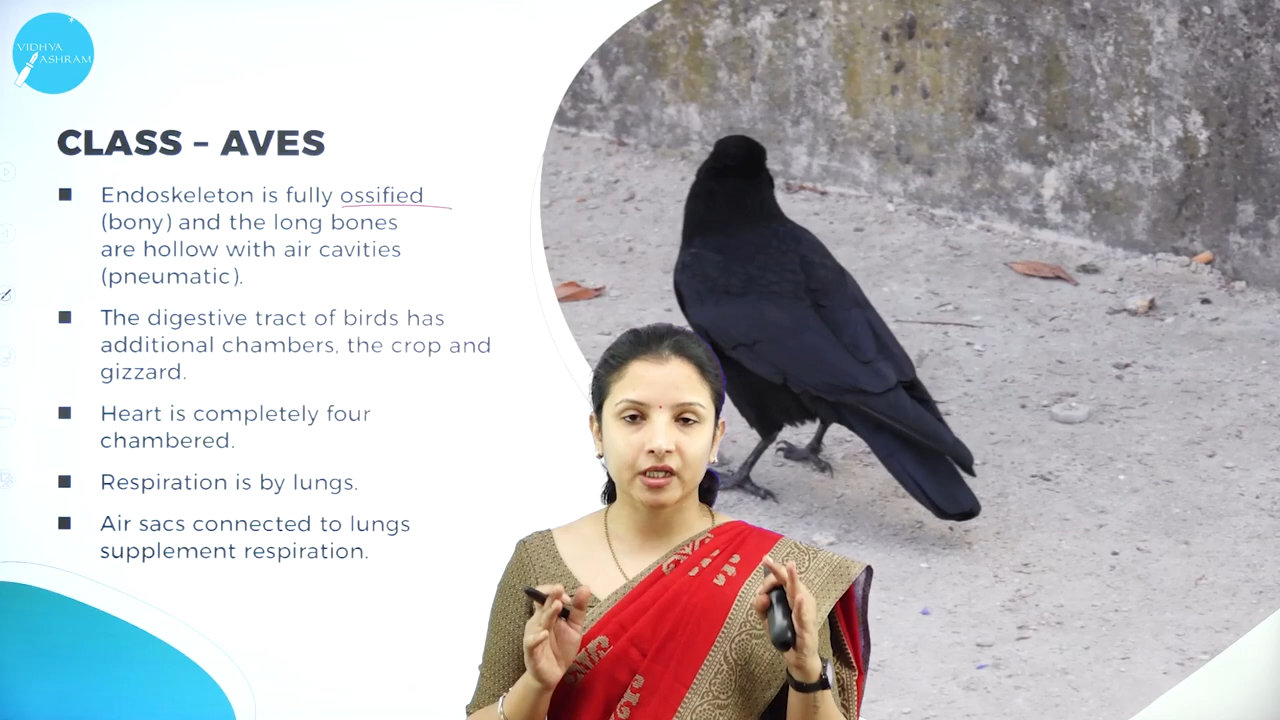 VIDHYA
ASHRAM
CLASS – AVES
Endoskeleton is fully ossified
(bony) and the long bones
are hollow with air cavities
(pneumatic).
The digestive tract of birds has
additional chambers, the crop and
gizzard.
Heart is completely four
chambered.
Respiration is by lungs.
Air sacs connected to lungs
supplement respiration.